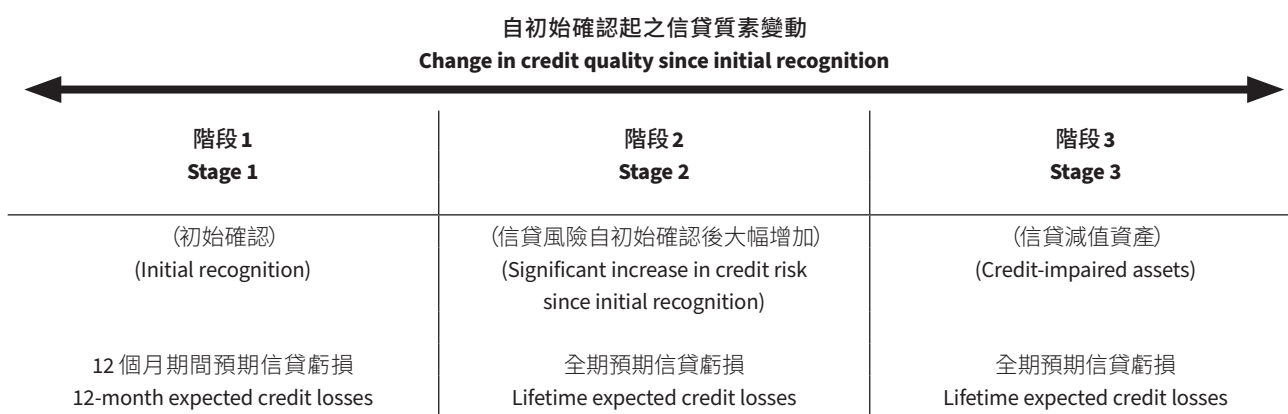 自初始確認起之信貸質素變動
Change in credit quality since initial recognition
階段1
Stage 1
階段2
Stage 2
階段3
Stage 3
(初始確認)
(Initial recognition)
(信貸風險自初始確認後大幅增加)
(Significant increase in credit risk
since initial recognition)
(信貸減值資產)
(Credit-impaired assets)
12個月期間預期信貸虧損
12-month expected credit losses
全期預期信貸虧損
Lifetime expected credit losses
全期預期信貸虧損
Lifetime expected credit losses